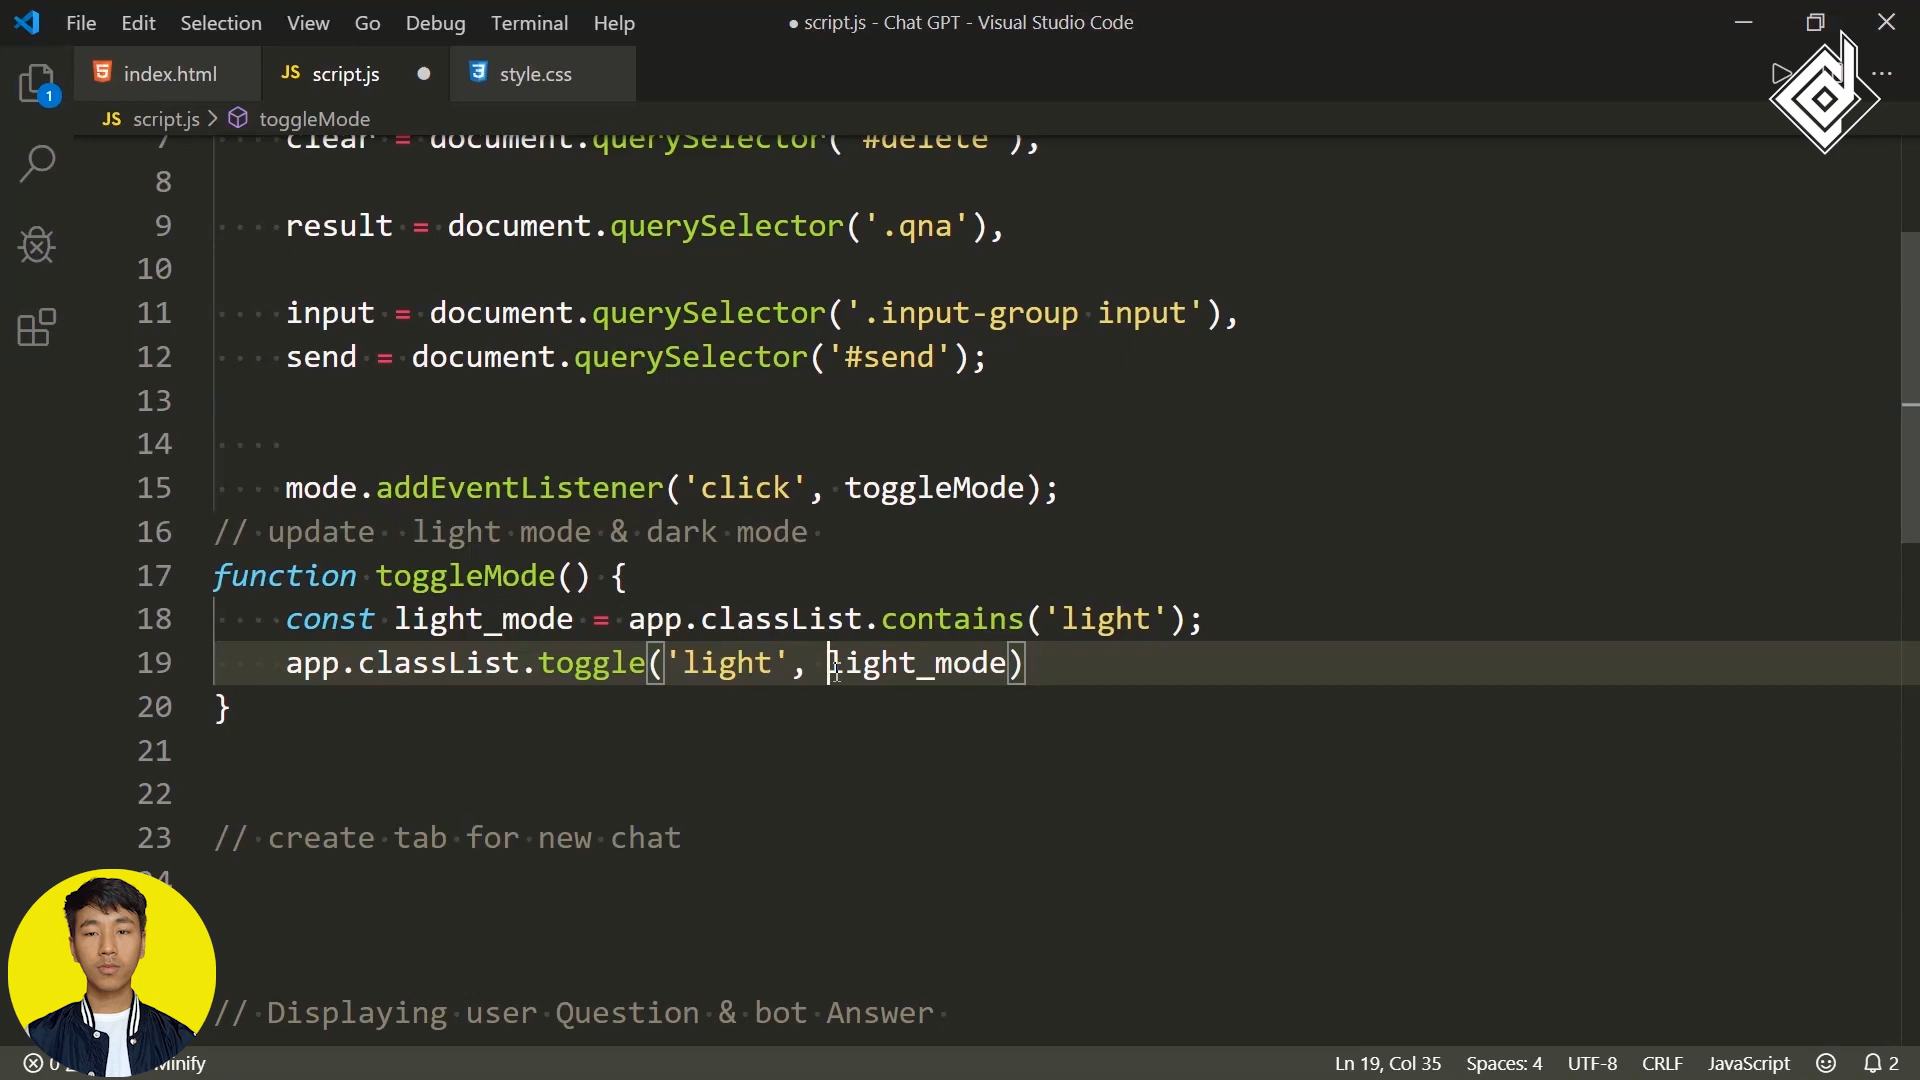 File Edit Selection View Go Debug Terminal Help
● script.js - Chat GPT - Visual Studio Code
index.html
JS script.js
style.css
1
JS script.js > toggleMode
7 clear = document.querySelector('#delete'),
8
9 result = document.querySelector('.qna'),
10
11 input = document.querySelector('.input-group input'),
12 send = document.querySelector('#send');
13
14
15 mode.addEventListener('click', toggleMode);
16 // update  light mode & dark mode
17 function toggleMode() {
18 const light_mode = app.classList.contains('light');
19 app.classList.toggle('light', light_mode)
20 }
21
22
23 // create tab for new chat
24
// Displaying user Question & bot Answer
0
Minify
Ln 19, Col 35
Spaces: 4
UTF-8
CRLF
JavaScript
2